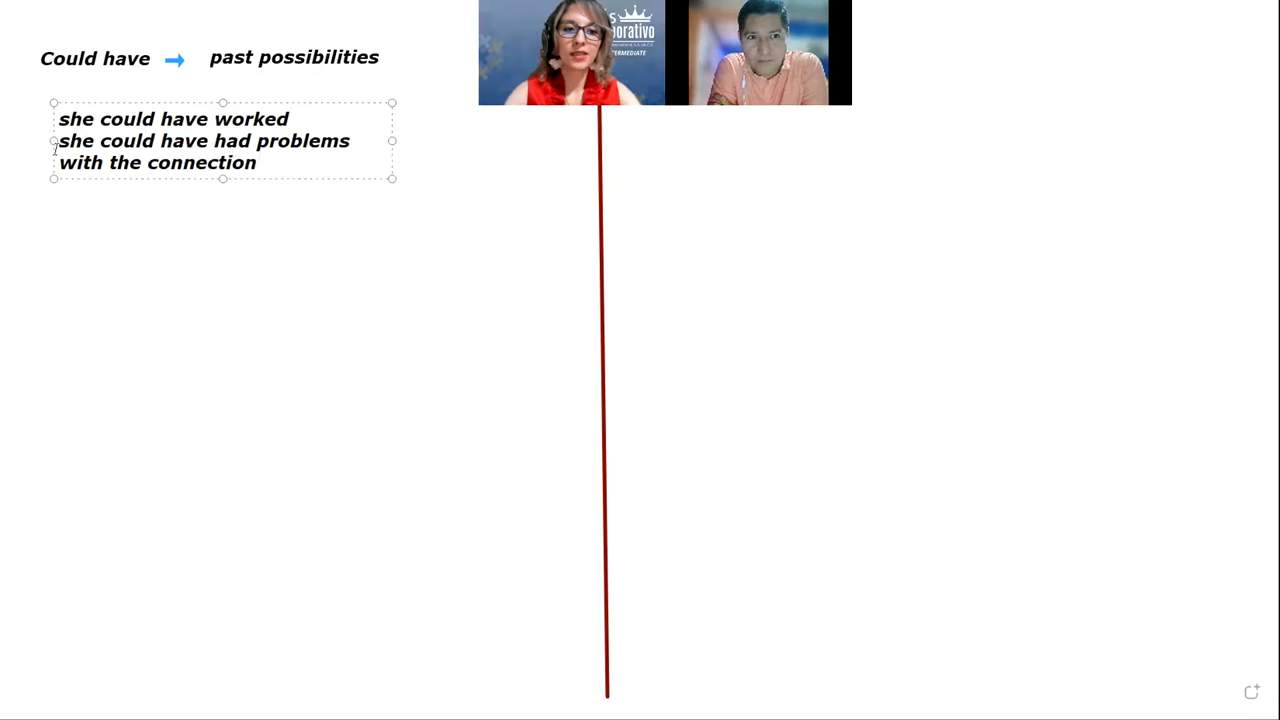 Could have → past possibilities
she could have worked
she could have had problems
with the connection